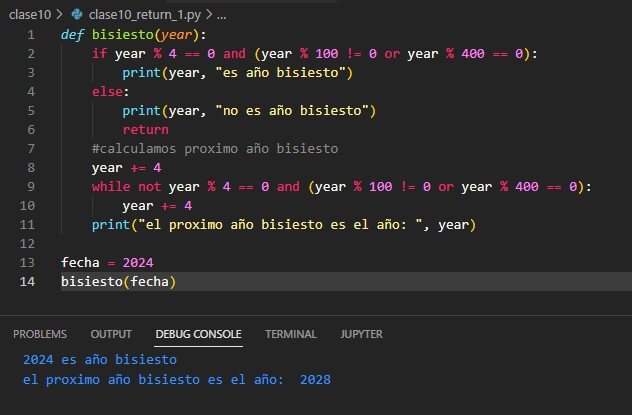 clase10 > clase10_return_1.py > ...
1 def bisiesto(year):
2     if year % 4 == 0 and (year % 100 != 0 or year % 400 == 0):
3         print(year, "es año bisiesto")
4     else:
5         print(year, "no es año bisiesto")
6         return
7     #calculamos proximo año bisiesto
8     year += 4
9     while not year % 4 == 0 and (year % 100 != 0 or year % 400 == 0):
10         year += 4
11     print("el proximo año bisiesto es el año: ", year)
12
13 fecha = 2024
14 bisiesto(fecha)
PROBLEMS OUTPUT DEBUG CONSOLE TERMINAL JUPYTER
2024 es año bisiesto
el proximo año bisiesto es el año:  2028